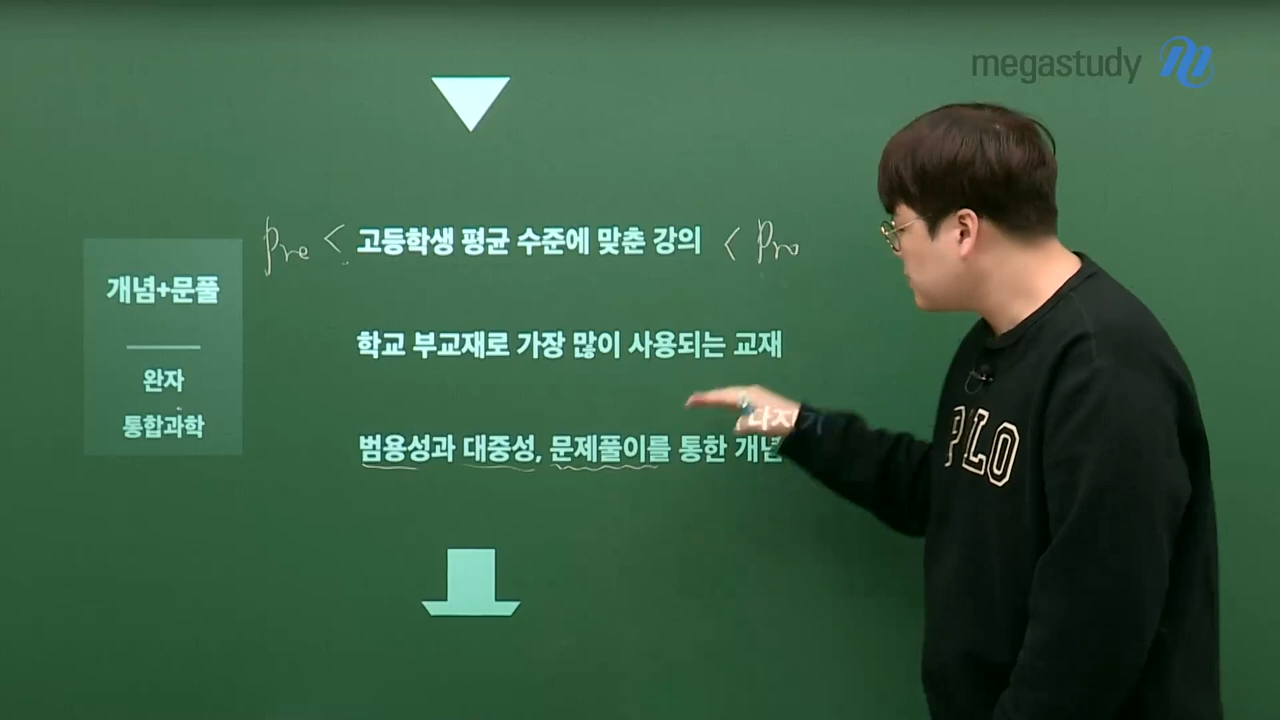 megastudy
Pre < 고등학생 평균 수준에 맞춘 강의 < Pro
개념+문풀
학교 부교재로 가장 많이 사용되는 교재
완자
통합과학
범용성과 대중성, 문제풀이를 통한 개념
POLO